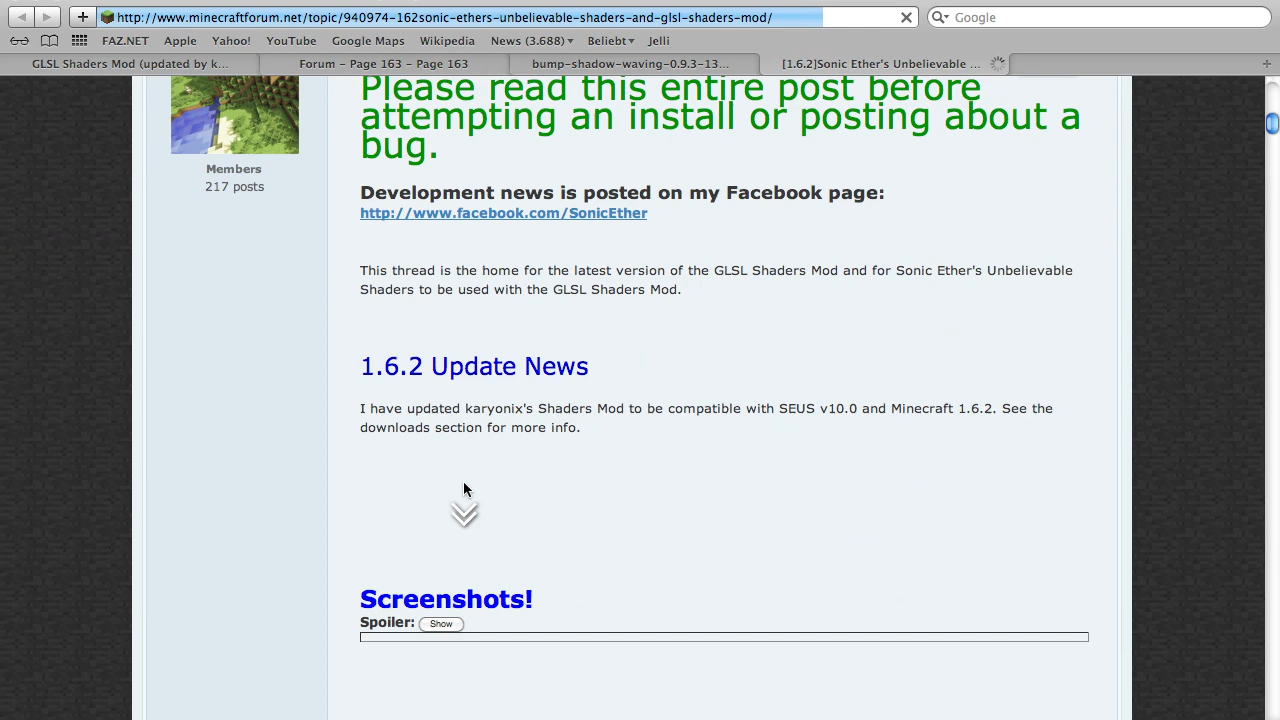 http://www.minecraftforum.net/topic/940974-162sonic-ethers-unbelievable-shaders-and-glsl-shaders-mod/
Google
FAZ.NET Apple Yahoo! YouTube Google Maps Wikipedia News (3.688) Beliebt Jelli
GLSL Shaders Mod (updated by k... Forum - Page 163 - Page 163 bump-shadow-waving-0.9.3-13... [1.6.2]Sonic Ether's Unbelievable ...
Please read this entire post before
attempting an install or posting about a
bug.
Members
217 posts
Development news is posted on my Facebook page:
http://www.facebook.com/SonicEther
This thread is the home for the latest version of the GLSL Shaders Mod and for Sonic Ether's Unbelievable
Shaders to be used with the GLSL Shaders Mod.
1.6.2 Update News
I have updated karyonix's Shaders Mod to be compatible with SEUS v10.0 and Minecraft 1.6.2. See the
downloads section for more info.
Screenshots!
Spoiler: Show